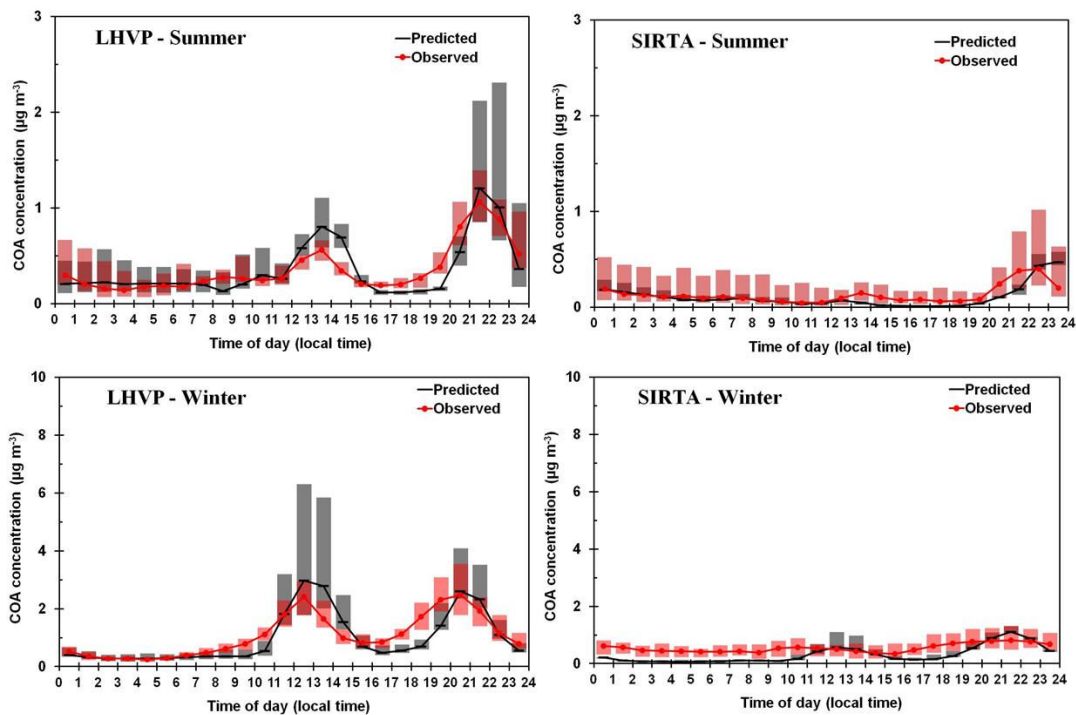 LHVP - Summer
Predicted
Observed
COA concentration (µg m-3)
3
2
1
0
0 1 2 3 4 5 6 7 8 9 10 11 12 13 14 15 16 17 18 19 20 21 22 23 24
Time of day (local time)
SIRTA - Summer
Predicted
Observed
COA concentration (µg m-3)
3
2
1
0
0 1 2 3 4 5 6 7 8 9 10 11 12 13 14 15 16 17 18 19 20 21 22 23 24
Time of day (local time)
LHVP - Winter
Predicted
Observed
COA concentration (µg m-3)
10
8
6
4
2
0
0 1 2 3 4 5 6 7 8 9 10 11 12 13 14 15 16 17 18 19 20 21 22 23 24
Time of day (local time)
SIRTA - Winter
Predicted
Observed
COA concentration (µg m-3)
10
8
6
4
2
0
0 1 2 3 4 5 6 7 8 9 10 11 12 13 14 15 16 17 18 19 20 21 22 23 24
Time of day (local time)